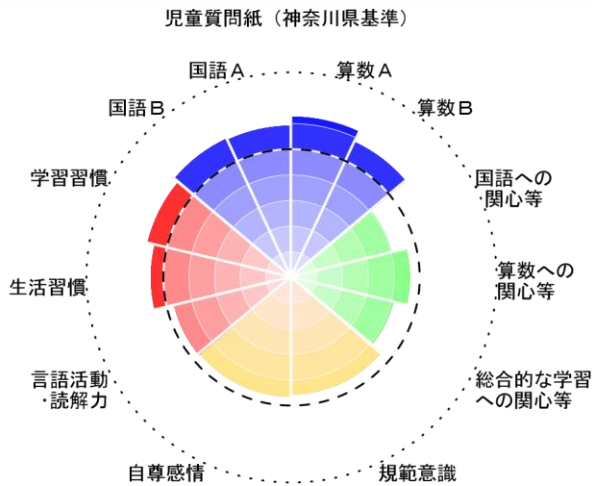 児童質問紙（神奈川県基準）
国語A
算数A
国語B
算数B
学習習慣
国語への
関心等
生活習慣
算数への
関心等
言語活動
・読解力
総合的な学習
への関心等
自尊感情
規範意識